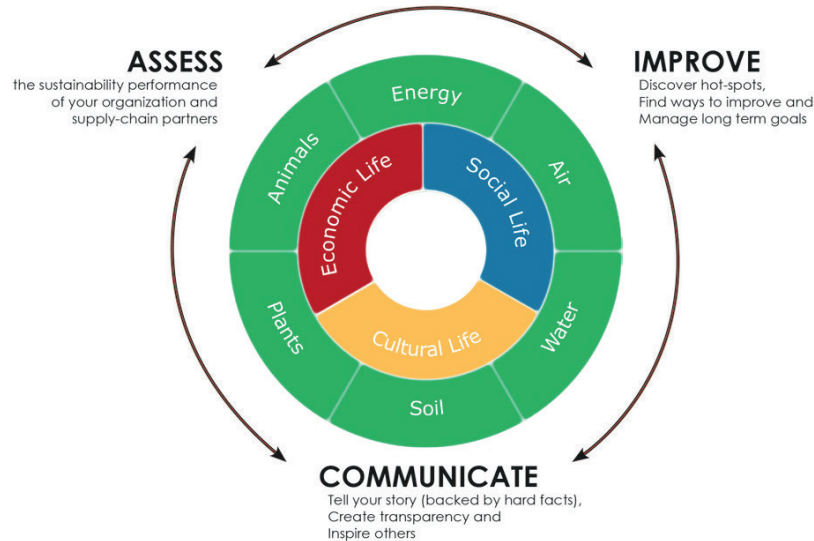 ASSESS
the sustainability performance
of your organization and
supply-chain partners
IMPROVE
Discover hot-spots,
Find ways to improve and
Manage long term goals
Energy
Air
Water
Soil
Plants
Animals
Economic Life
Social Life
Cultural Life
COMMUNICATE
Tell your story (backed by hard facts),
Create transparency and
Inspire others